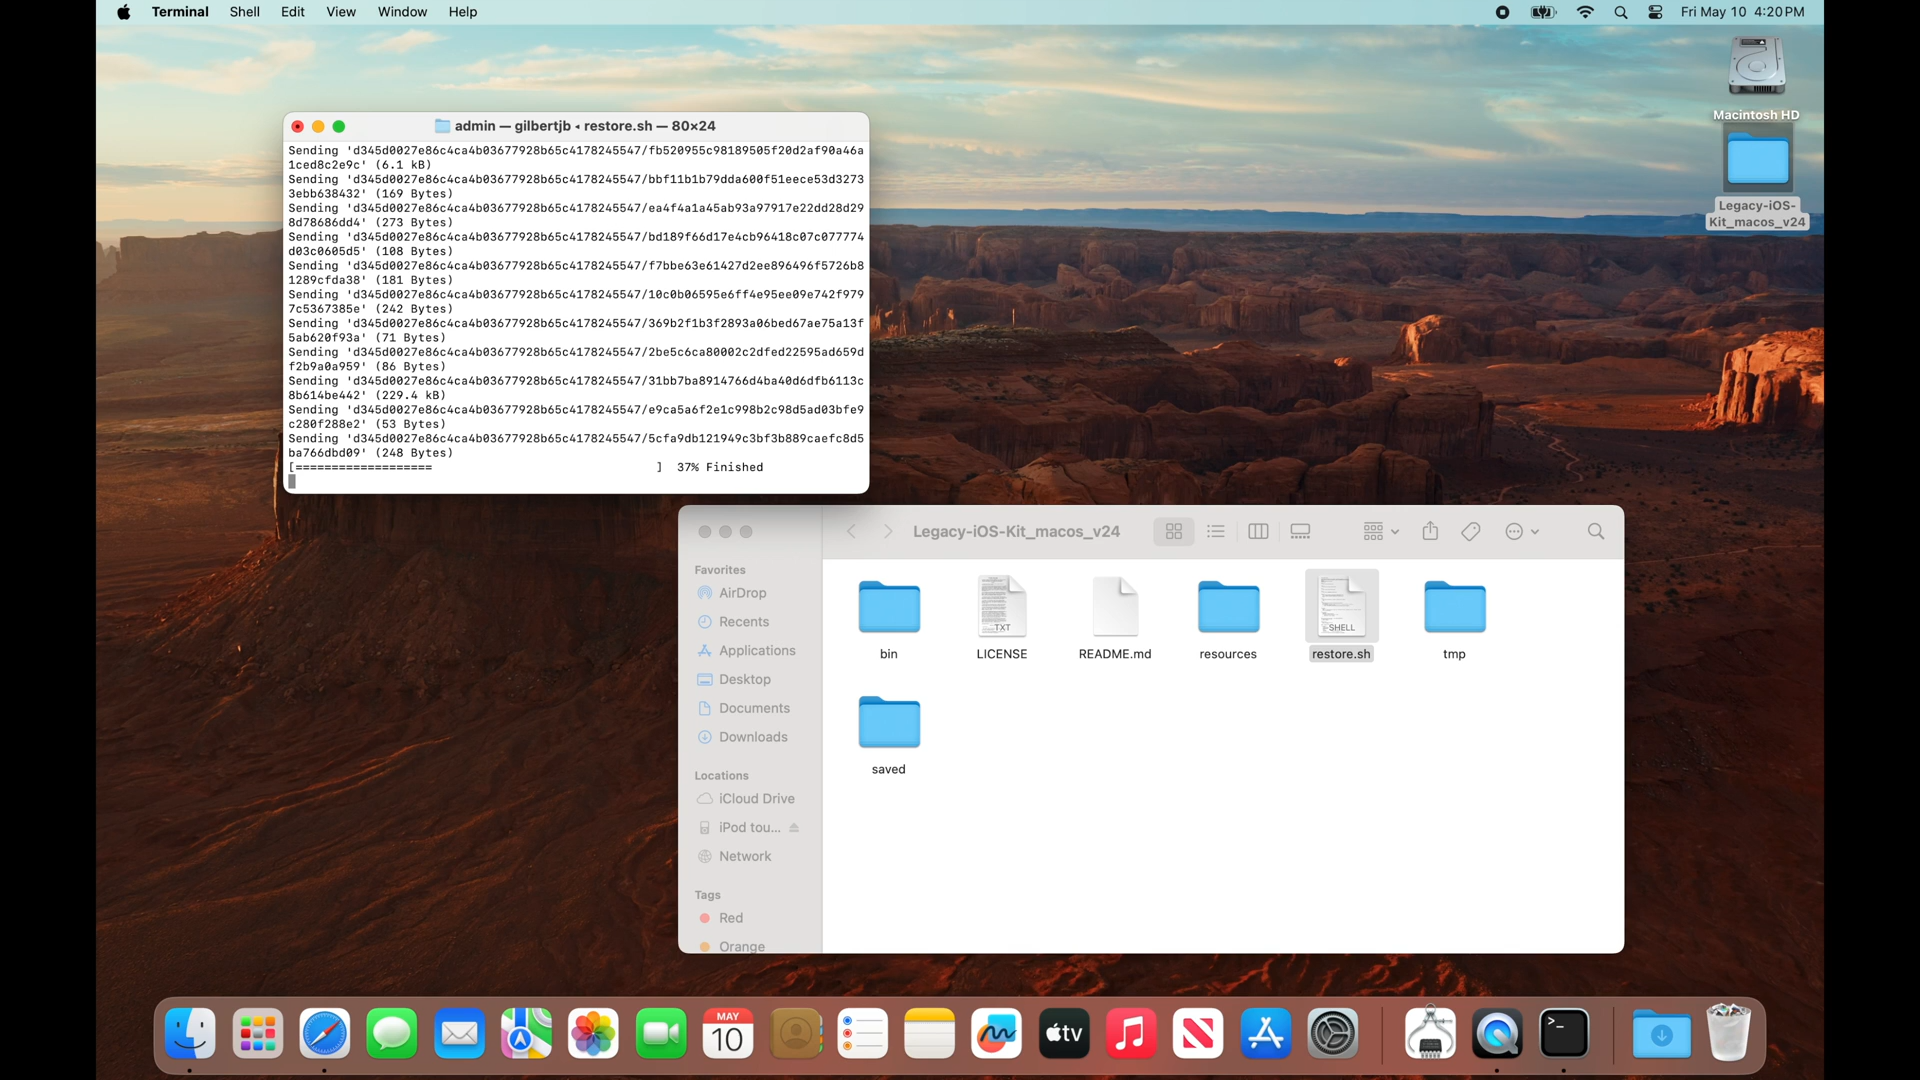 Terminal Shell Edit View Window Help
Fri May 10 4:20 PM
Macintosh HD
Legacy-iOS-
Kit_macos_v24
admin — gilbertjb ◂ restore.sh — 80×24
Sending 'd345d0027e86c4ca4b03677928b65c4178245547/fb520955c98189505f20d2af90a46a
1ced8c2e9c' (6.1 kB)
Sending 'd345d0027e86c4ca4b03677928b65c4178245547/bbf11b1b79dda600f51eece53d3273
3ebb638432' (169 Bytes)
Sending 'd345d0027e86c4ca4b03677928b65c4178245547/ea4f4a1a45ab93a97917e22dd28d29
8d78686dd4' (273 Bytes)
Sending 'd345d0027e86c4ca4b03677928b65c4178245547/bd189f66d17e4cb96418c07c077774
d03c0605d5' (108 Bytes)
Sending 'd345d0027e86c4ca4b03677928b65c4178245547/f7bbe63e61427d2ee896496f5726b8
1289cfda38' (181 Bytes)
Sending 'd345d0027e86c4ca4b03677928b65c4178245547/10c0b06595e6ff4e95ee09e742f979
7c5367385e' (242 Bytes)
Sending 'd345d0027e86c4ca4b03677928b65c4178245547/369b2f1b3f2893a06bed67ae75a13f
5ab620f93a' (71 Bytes)
Sending 'd345d0027e86c4ca4b03677928b65c4178245547/2be5c6ca80002c2dfed22595ad659d
f2b9a0a959' (86 Bytes)
Sending 'd345d0027e86c4ca4b03677928b65c4178245547/31bb7ba8914766d4ba40d6dfb6113c
8b614be442' (229.4 kB)
Sending 'd345d0027e86c4ca4b03677928b65c4178245547/e9ca5a6f2e1c998b2c98d5ad03bfe9
c280f288e2' (53 Bytes)
Sending 'd345d0027e86c4ca4b03677928b65c4178245547/5cfa9db121949c3bf3b889caefc8d5
ba766dbd09' (248 Bytes)
[=================== ] 37% Finished
Legacy-iOS-Kit_macos_v24
Favorites
AirDrop
Recents
Applications
Desktop
Documents
Downloads
Locations
iCloud Drive
iPod tou...
Network
Tags
Red
Orange
TXT
SHELL
bin
LICENSE
README.md
resources
restore.sh
tmp
saved
MAY
10
tv
>_